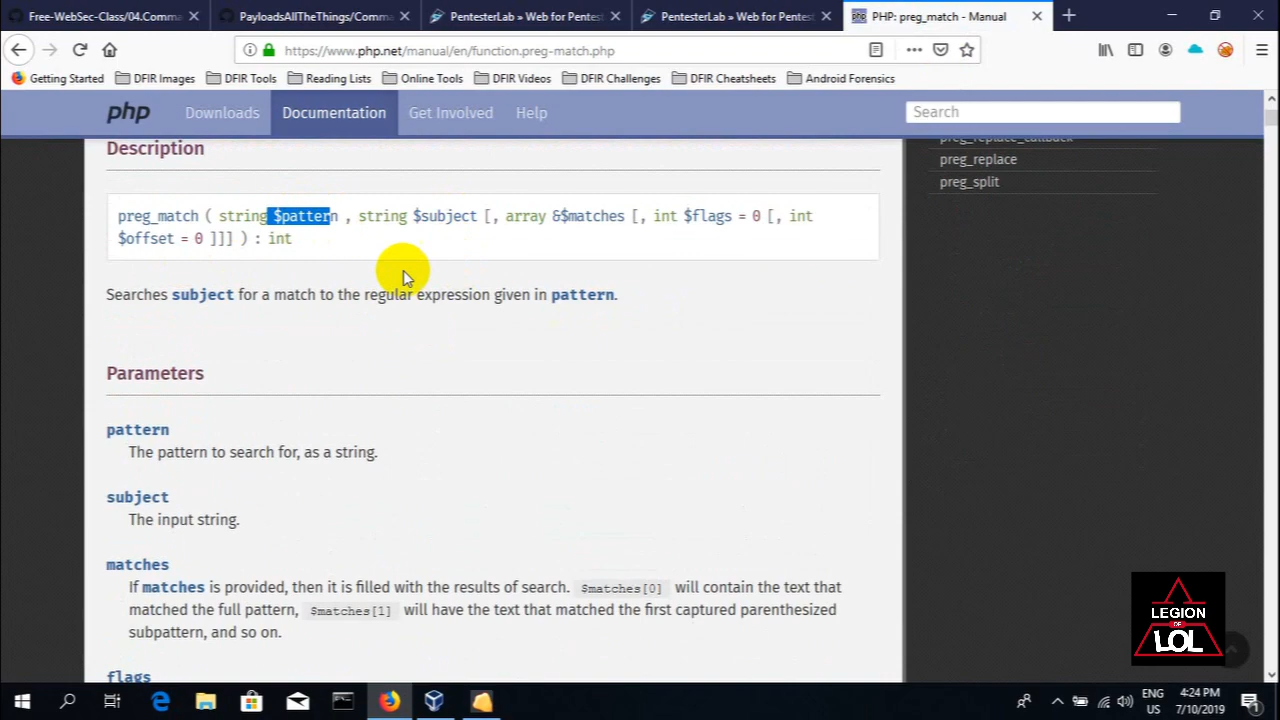 Free-WebSec-Class/04.Comma
PayloadsAllTheThings/Comma
PentesterLab » Web for Pentest
PentesterLab » Web for Pentest
PHP: preg_match - Manual
https://www.php.net/manual/en/function.preg-match.php
Getting Started
DFIR Images
DFIR Tools
Reading Lists
Online Tools
DFIR Videos
DFIR Challenges
DFIR Cheatsheets
Android Forensics
php
Downloads
Documentation
Get Involved
Help
Search
preg_replace_callback
preg_replace
preg_split
Description
preg_match ( string $pattern , string $subject [, array &$matches [, int $flags = 0 [, int
$offset = 0 ]]] ) : int
Searches subject for a match to the regular expression given in pattern.
Parameters
pattern
The pattern to search for, as a string.
subject
The input string.
matches
If matches is provided, then it is filled with the results of search. $matches[0] will contain the text that
matched the full pattern, $matches[1] will have the text that matched the first captured parenthesized
subpattern, and so on.
flags
LEGION
OF
LOL
ENG
US
4:24 PM
7/10/2019
1